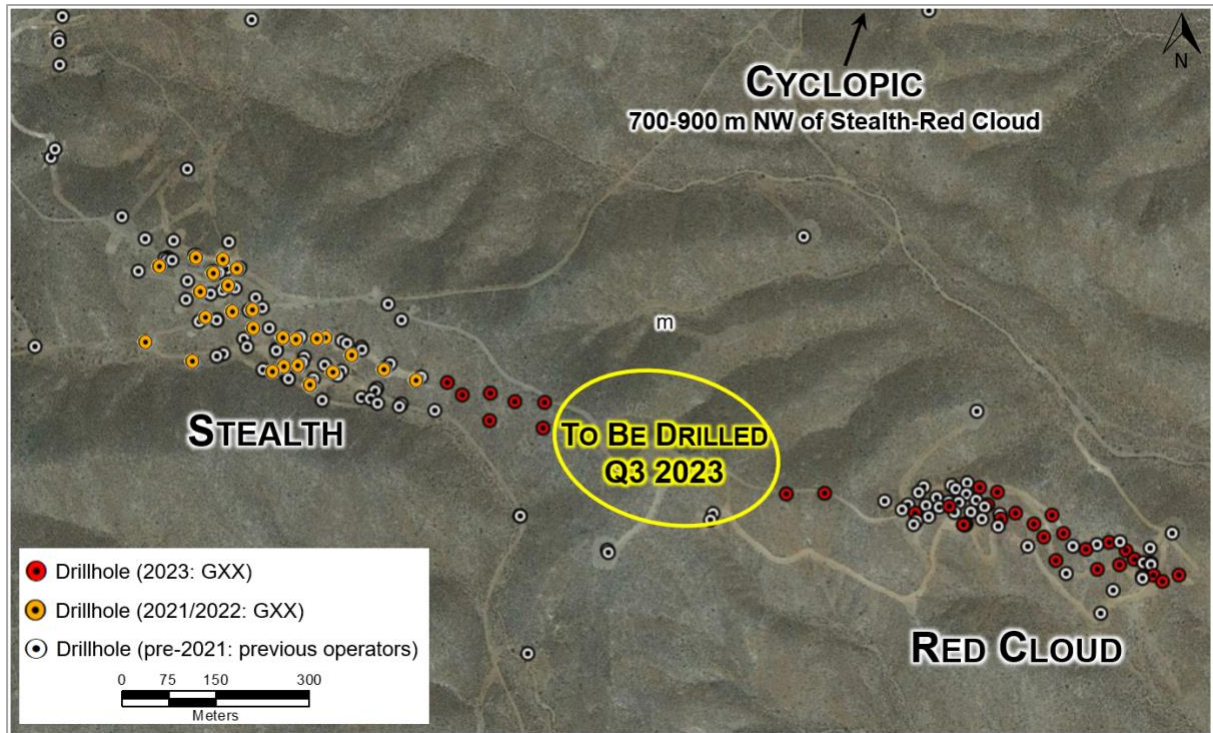 N
CYCLOPIC
700-900 m NW of Stealth-Red Cloud
m
STEALTH
TO BE DRILLED
Q3 2023
RED CLOUD
Drillhole (2023: GXX)
Drillhole (2021/2022: GXX)
Drillhole (pre-2021: previous operators)
0 75 150 300
Meters